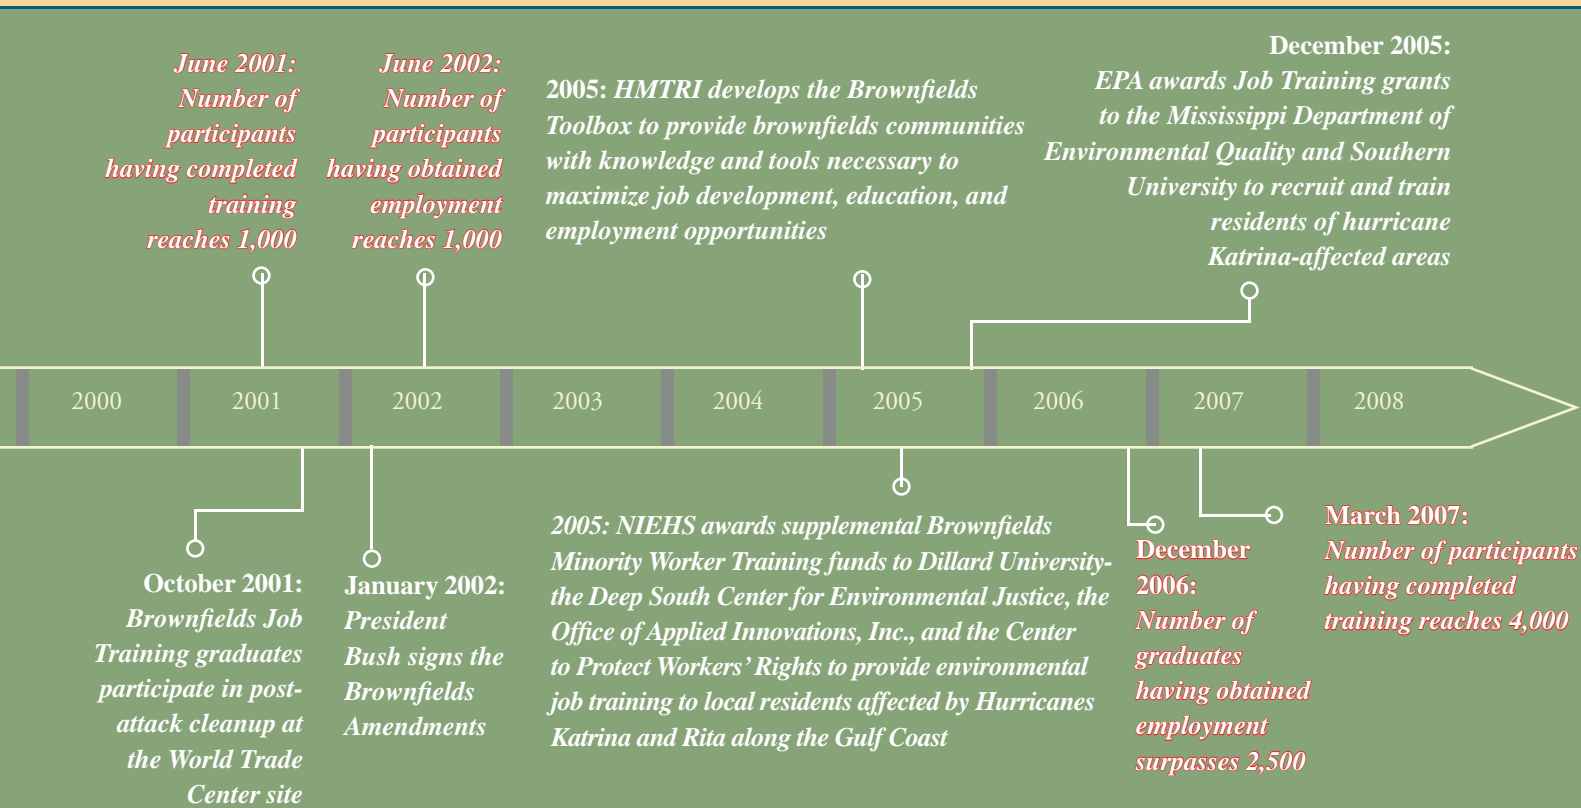 June 2001:
Number of
participants
having completed
training
reaches 1,000
June 2002:
Number of
participants
having obtained
employment
reaches 1,000
2005: HMTRI develops the Brownfields
Toolbox to provide brownfields communities
with knowledge and tools necessary to
maximize job development, education, and
employment opportunities
December 2005:
EPA awards Job Training grants
to the Mississippi Department of
Environmental Quality and Southern
University to recruit and train
residents of hurricane
Katrina-affected areas
2000
2001
2002
2003
2004
2005
2006
2007
2008
October 2001:
Brownfields Job
Training graduates
participate in post-
attack cleanup at
the World Trade
Center site
January 2002:
President
Bush signs the
Brownfields
Amendments
2005: NIEHS awards supplemental Brownfields
Minority Worker Training funds to Dillard University-
the Deep South Center for Environmental Justice, the
Office of Applied Innovations, Inc., and the Center
to Protect Workers' Rights to provide environmental
job training to local residents affected by Hurricanes
Katrina and Rita along the Gulf Coast
December
2006:
Number of
graduates
having obtained
employment
surpasses 2,500
March 2007:
Number of participants
having completed
training reaches 4,000